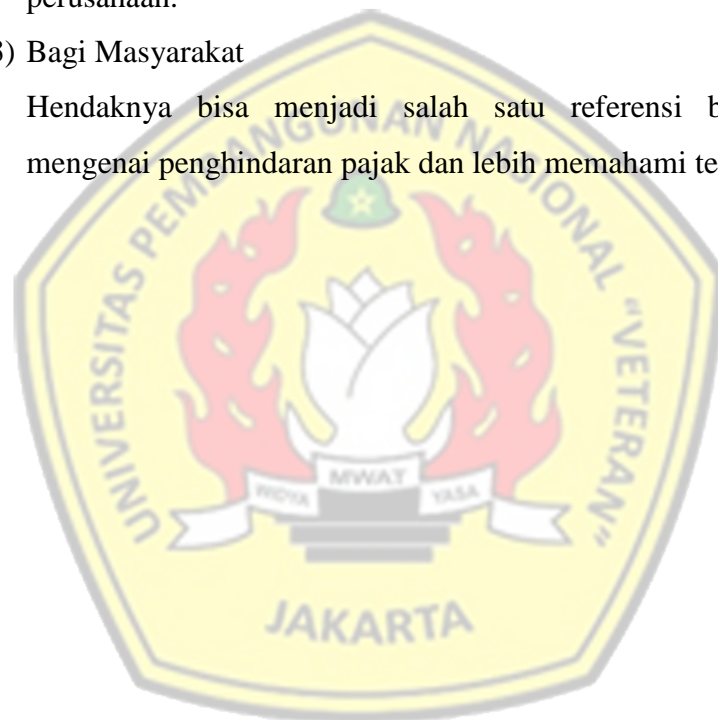 perusahaan.
3) Bagi Masyarakat
Hendaknya bisa menjadi salah satu referensi
mengenai penghindaran pajak dan lebih memahami
UNIVERSITAS PEMBANGUNAN NASIONAL "VETERAN"
WIDYA MWAT YASA
JAKARTA